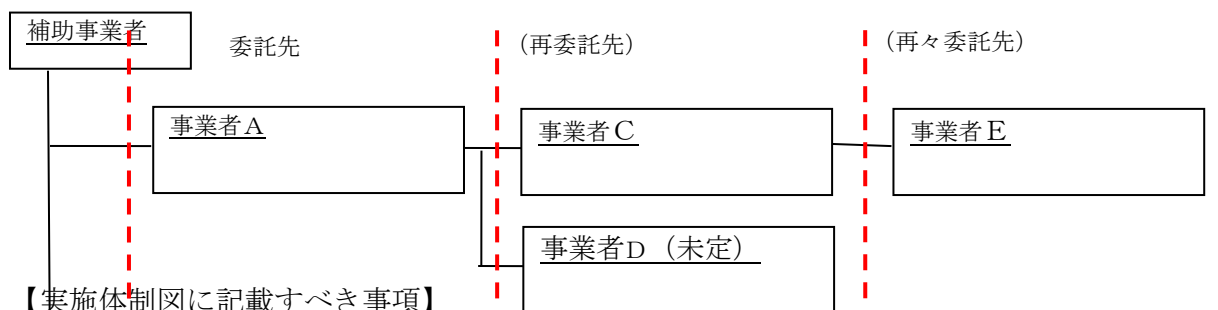 補助事業者
委託先
(再委託先)
(再々委託先)
事業者A
事業者C
事業者E
事業者D（未定）
【実施体制図に記載すべき事項】